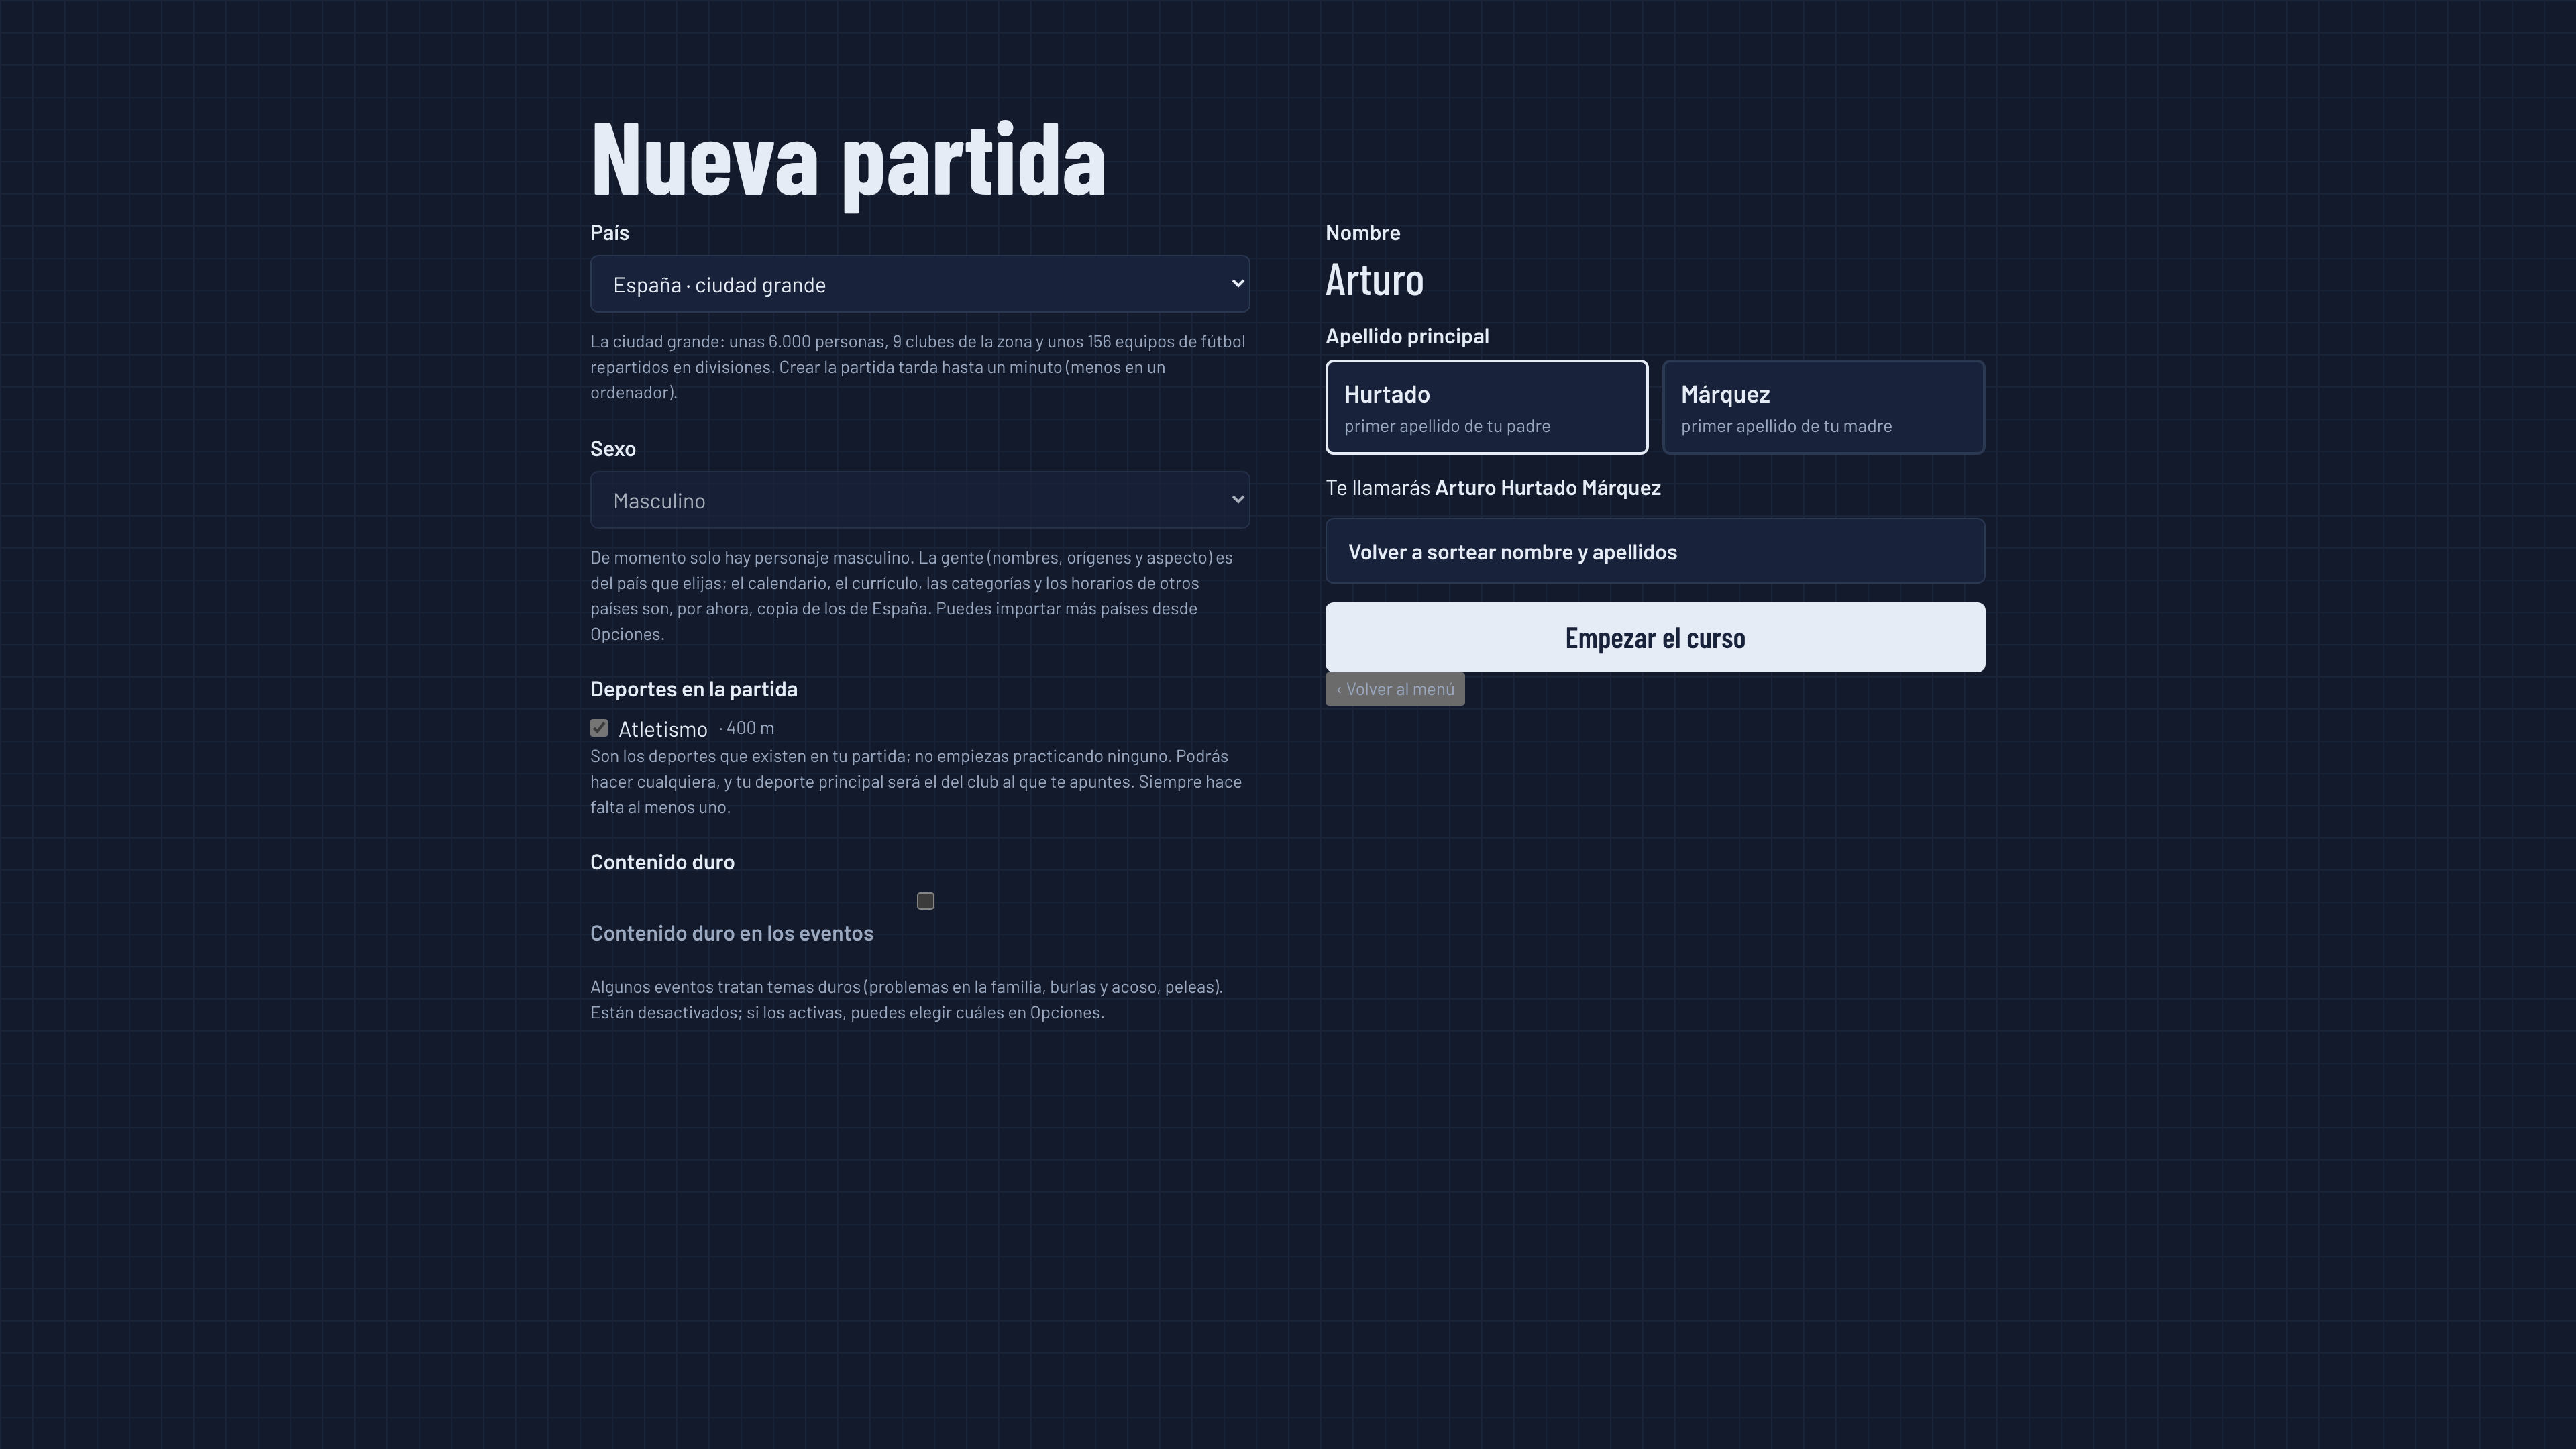 Nueva partida
País
España · ciudad grande
La ciudad grande: unas 6.000 personas, 9 clubes de la zona y unos 156 equipos de fútbol
repartidos en divisiones. Crear la partida tarda hasta un minuto (menos en un
ordenador).
Sexo
Masculino
De momento solo hay personaje masculino. La gente (nombres, orígenes y aspecto) es
del país que elijas; el calendario, el currículo, las categorías y los horarios de otros
países son, por ahora, copia de los de España. Puedes importar más países desde
Opciones.
Deportes en la partida
Atletismo · 400 m
Son los deportes que existen en tu partida; no empiezas practicando ninguno. Podrás
hacer cualquiera, y tu deporte principal será el del club al que te apuntes. Siempre hace
falta al menos uno.
Contenido duro
Contenido duro en los eventos
Algunos eventos tratan temas duros (problemas en la familia, burlas y acoso, peleas).
Están desactivados; si los activas, puedes elegir cuáles en Opciones.
Nombre
Arturo
Apellido principal
Hurtado
primer apellido de tu padre
Márquez
primer apellido de tu madre
Te llamarás Arturo Hurtado Márquez
Volver a sortear nombre y apellidos
Empezar el curso
‹ Volver al menú